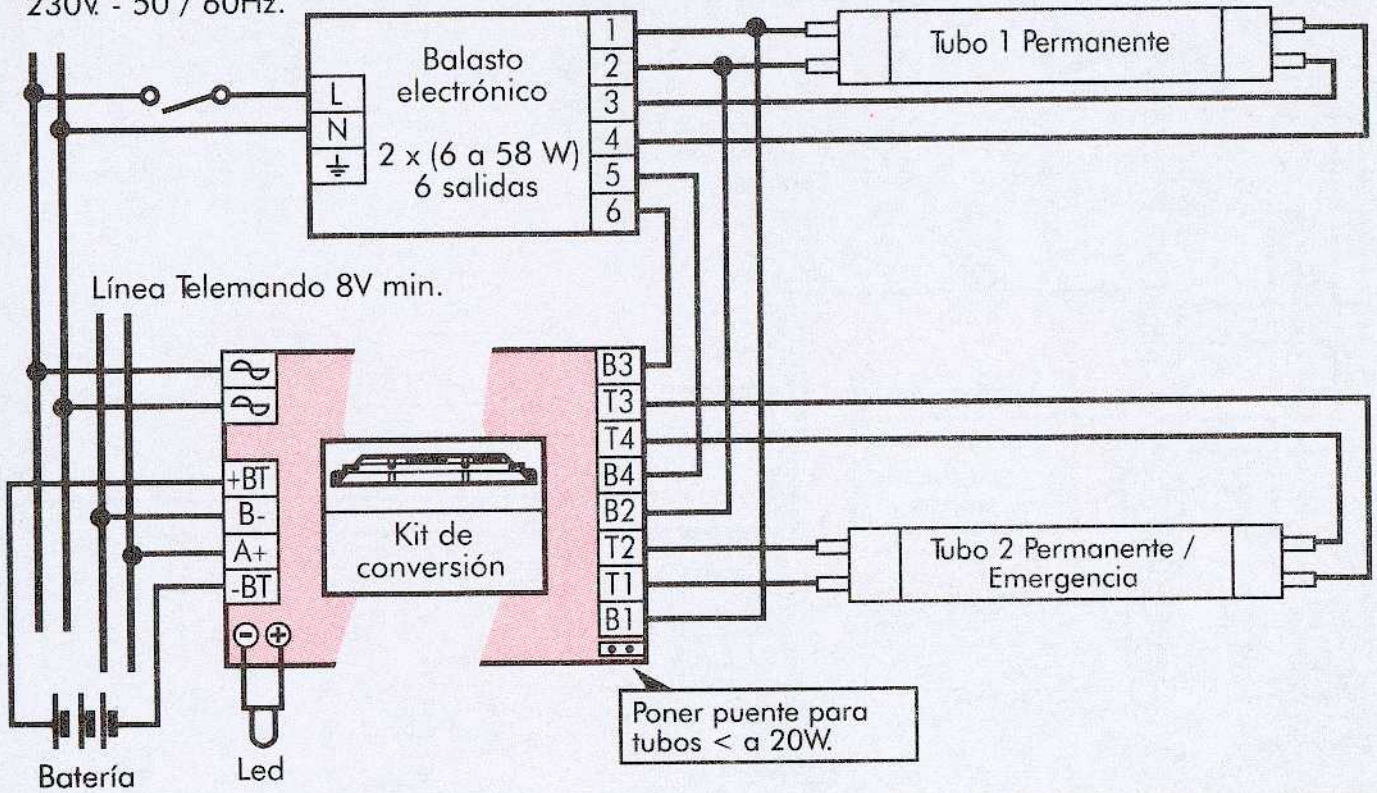 230V. - 50 / 60Hz.
Balasto
electrónico
2 x (6 a 58 W)
6 salidas
L
N
1
2
3
4
5
6
Tubo 1 Permanente
Línea Telemando 8V min.
+BT
B-
A+
-BT
Kit de
conversión
B3
T3
T4
B4
B2
T2
T1
B1
Tubo 2 Permanente /
Emergencia
Poner puente para
tubos < a 20W.
Batería
Led